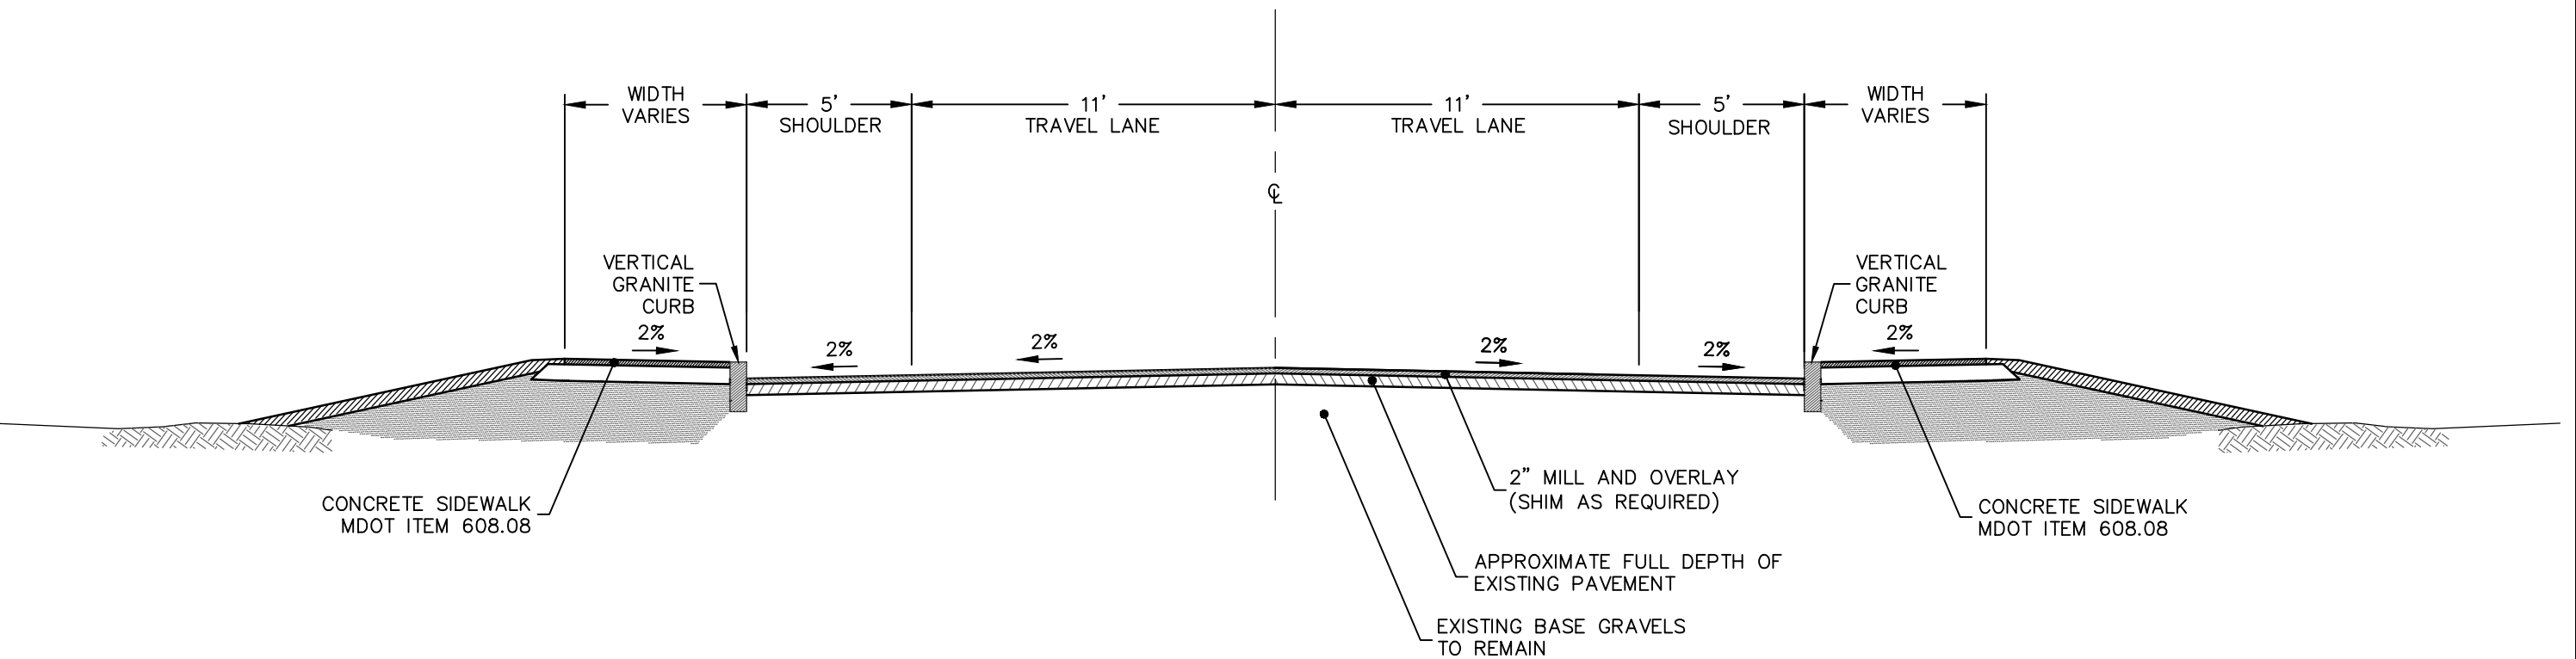 WIDTH
VARIES
5'
SHOULDER
11'
TRAVEL LANE
11'
TRAVEL LANE
5'
SHOULDER
WIDTH
VARIES
℄
VERTICAL
GRANITE
CURB
VERTICAL
GRANITE
CURB
2%
2%
2%
2%
2%
2%
CONCRETE SIDEWALK
MDOT ITEM 608.08
2" MILL AND OVERLAY
(SHIM AS REQUIRED)
CONCRETE SIDEWALK
MDOT ITEM 608.08
APPROXIMATE FULL DEPTH OF
EXISTING PAVEMENT
EXISTING BASE GRAVELS
TO REMAIN